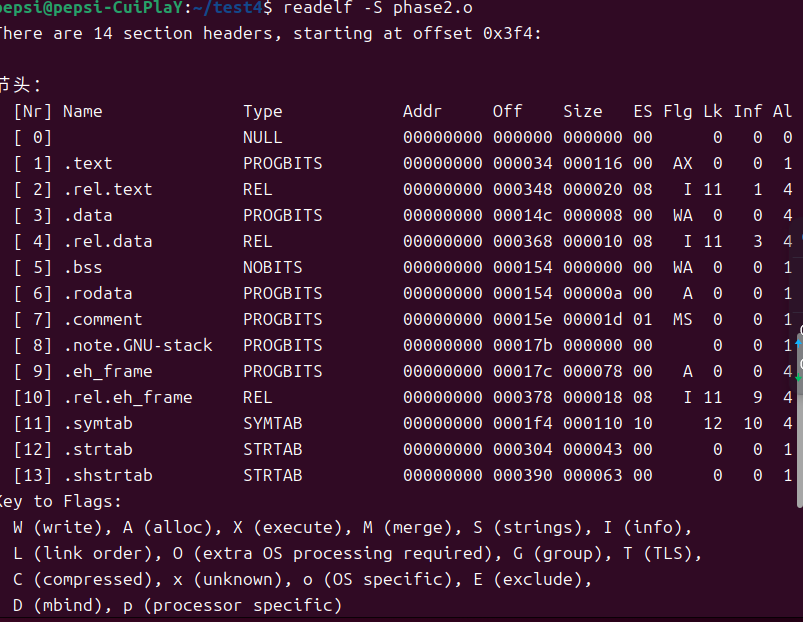 pepsi@pepsi-CuiPlaY:~/test4$ readelf -S phase2.o
There are 14 section headers, starting at offset 0x3f4:
节头:
[Nr] Name Type Addr Off Size ES Flg Lk Inf Al
[ 0] NULL 00000000 000000 000000 00 0 0 0
[ 1] .text PROGBITS 00000000 000034 000116 00 AX 0 0 1
[ 2] .rel.text REL 00000000 000348 000020 08 I 11 1 4
[ 3] .data PROGBITS 00000000 00014c 000008 00 WA 0 0 4
[ 4] .rel.data REL 00000000 000368 000010 08 I 11 3 4
[ 5] .bss NOBITS 00000000 000154 000000 00 WA 0 0 1
[ 6] .rodata PROGBITS 00000000 000154 00000a 00 A 0 0 1
[ 7] .comment PROGBITS 00000000 00015e 00001d 01 MS 0 0 1
[ 8] .note.GNU-stack PROGBITS 00000000 00017b 000000 00 0 0 1
[ 9] .eh_frame PROGBITS 00000000 00017c 000078 00 A 0 0 4
[10] .rel.eh_frame REL 00000000 000378 000018 08 I 11 9 4
[11] .symtab SYMTAB 00000000 0001f4 000110 10 12 10 4
[12] .strtab STRTAB 00000000 000304 000043 00 0 0 1
[13] .shstrtab STRTAB 00000000 000390 000063 00 0 0 1
Key to Flags:
W (write), A (alloc), X (execute), M (merge), S (strings), I (info),
L (link order), O (extra OS processing required), G (group), T (TLS),
C (compressed), x (unknown), o (OS specific), E (exclude),
D (mbind), p (processor specific)